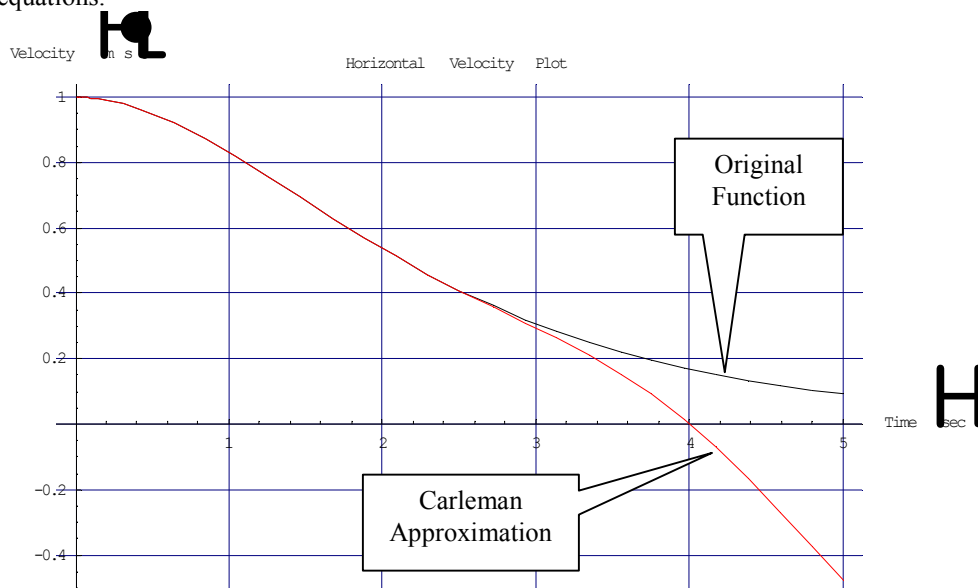 equations.
Velocity m s
Horizontal Velocity Plot
1
0.8
0.6
0.4
0.2
-0.2
-0.4
1 2 3 4 5
Time sec
Original
Function
Carleman
Approximation